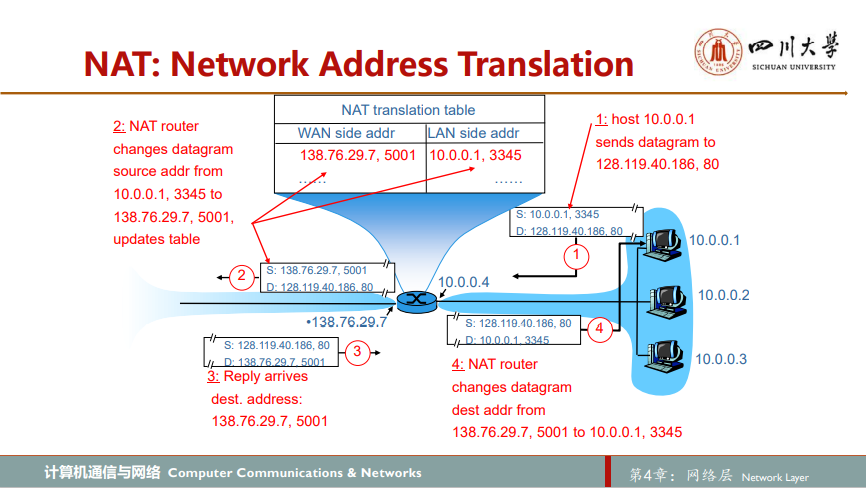 NAT: Network Address Translation
四川大學
SICHUAN UNIVERSITY
NAT translation table
WAN side addr LAN side addr
138.76.29.7, 5001 10.0.0.1, 3345
…… ……
2: NAT router
changes datagram
source addr from
10.0.0.1, 3345 to
138.76.29.7, 5001,
updates table
1: host 10.0.0.1
sends datagram to
128.119.40.186, 80
S: 10.0.0.1, 3345
D: 128.119.40.186, 80
1
10.0.0.1
2
S: 138.76.29.7, 5001
D: 128.119.40.186, 80
10.0.0.4
10.0.0.2
•138.76.29.7
S: 128.119.40.186, 80
D: 10.0.0.1, 3345
4
S: 128.119.40.186, 80
D: 138.76.29.7, 5001
3
10.0.0.3
3: Reply arrives
dest. address:
138.76.29.7, 5001
4: NAT router
changes datagram
dest addr from
138.76.29.7, 5001 to 10.0.0.1, 3345
计算机通信与网络 Computer Communications & Networks
第4章：网络层 Network Layer